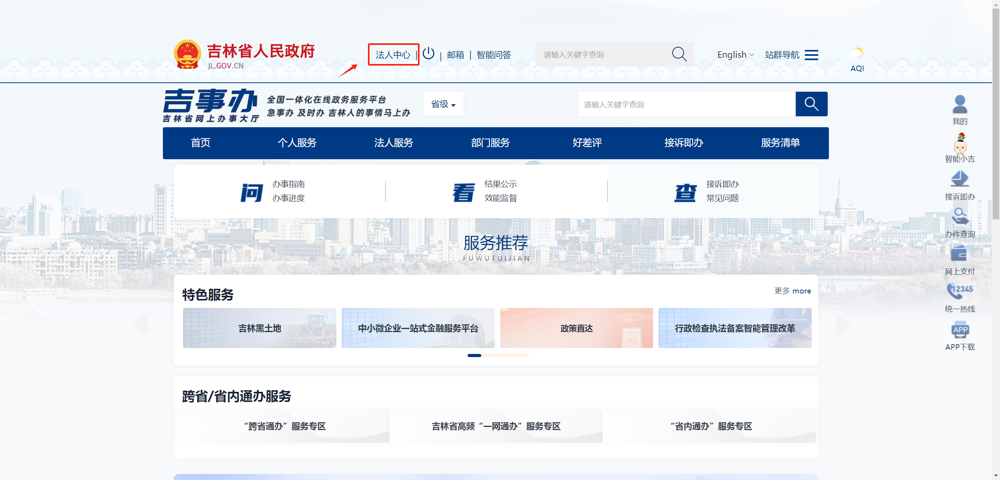 吉林省人民政府
JL.GOV.CN
法人中心 | | 邮箱 | 智能问答
请输入关键字查询
English 站群导航
AQI
吉事办
吉林省网上办事大厅
全国一体化在线政务服务平台
急事办 及时办 吉林人的事情马上办
省级
请输入关键字查询
首页 个人服务 法人服务 部门服务 好差评 接诉即办 服务清单
问
办事指南
办事进度
看
结果公示
效能监督
查
接诉即办
常见问题
服务推荐
FUWUTUIJIAN
特色服务
更多 more
吉林黑土地
中小微企业一站式金融服务平台
政策直达
行政检查执法备案智能管理改革
跨省/省内通办服务
“跨省通办”服务专区
吉林省高频“一网通办”服务专区
“省内通办”服务专区
我的
智能小吉
接诉即办
办件查询
网上支付
12345
统一热线
APP
APP下载